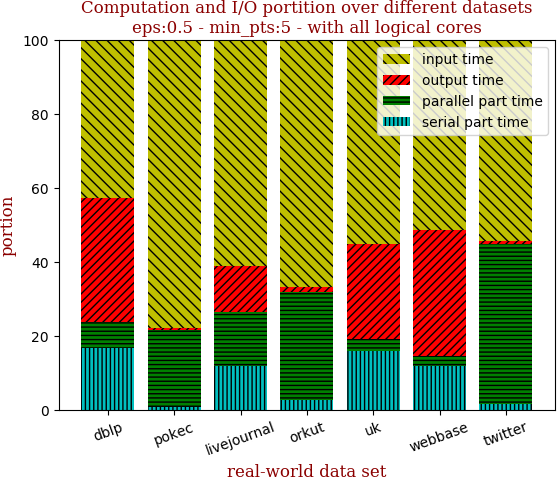 Computation and I/O portition over different datasets
eps:0.5 - min_pts:5 - with all logical cores
100
80
60
40
20
0
portion
input time
output time
parallel part time
serial part time
dblp
pokec
livejournal
orkut
uk
webbase
twitter
real-world data set